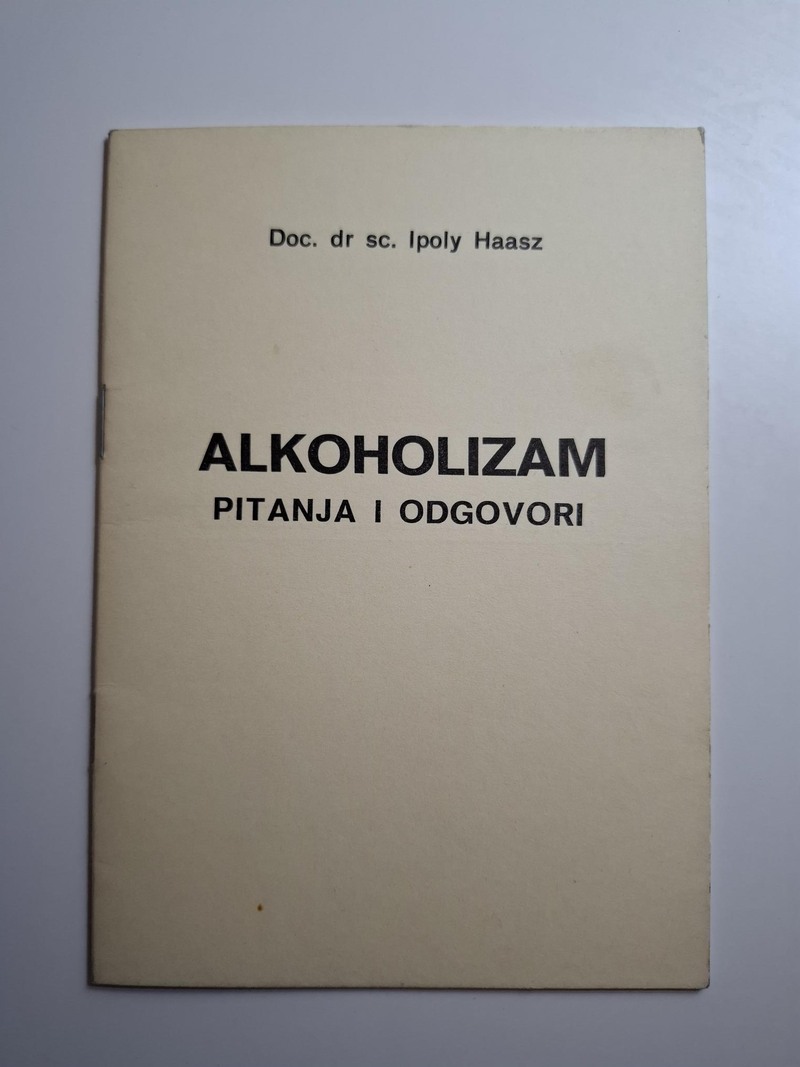 Doc. dr sc. Ipoly Haasz
ALKOHOLIZAM
PITANJA I ODGOVORI